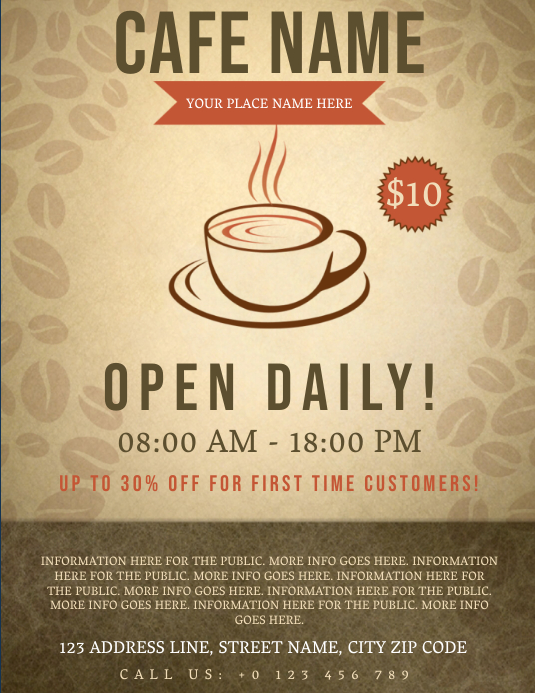 CAFE NAME
YOUR PLACE NAME HERE
$10
OPEN DAILY!
08:00 AM - 18:00 PM
UP TO 30% OFF FOR FIRST TIME CUSTOMERS!
INFORMATION HERE FOR THE PUBLIC. MORE INFO GOES HERE. INFORMATION
HERE FOR THE PUBLIC. MORE INFO GOES HERE. INFORMATION HERE FOR
THE PUBLIC. MORE INFO GOES HERE. INFORMATION HERE FOR THE PUBLIC.
MORE INFO GOES HERE. INFORMATION HERE FOR THE PUBLIC. MORE INFO
GOES HERE.
123 ADDRESS LINE, STREET NAME, CITY ZIP CODE
CALL US: +0 123 456 789